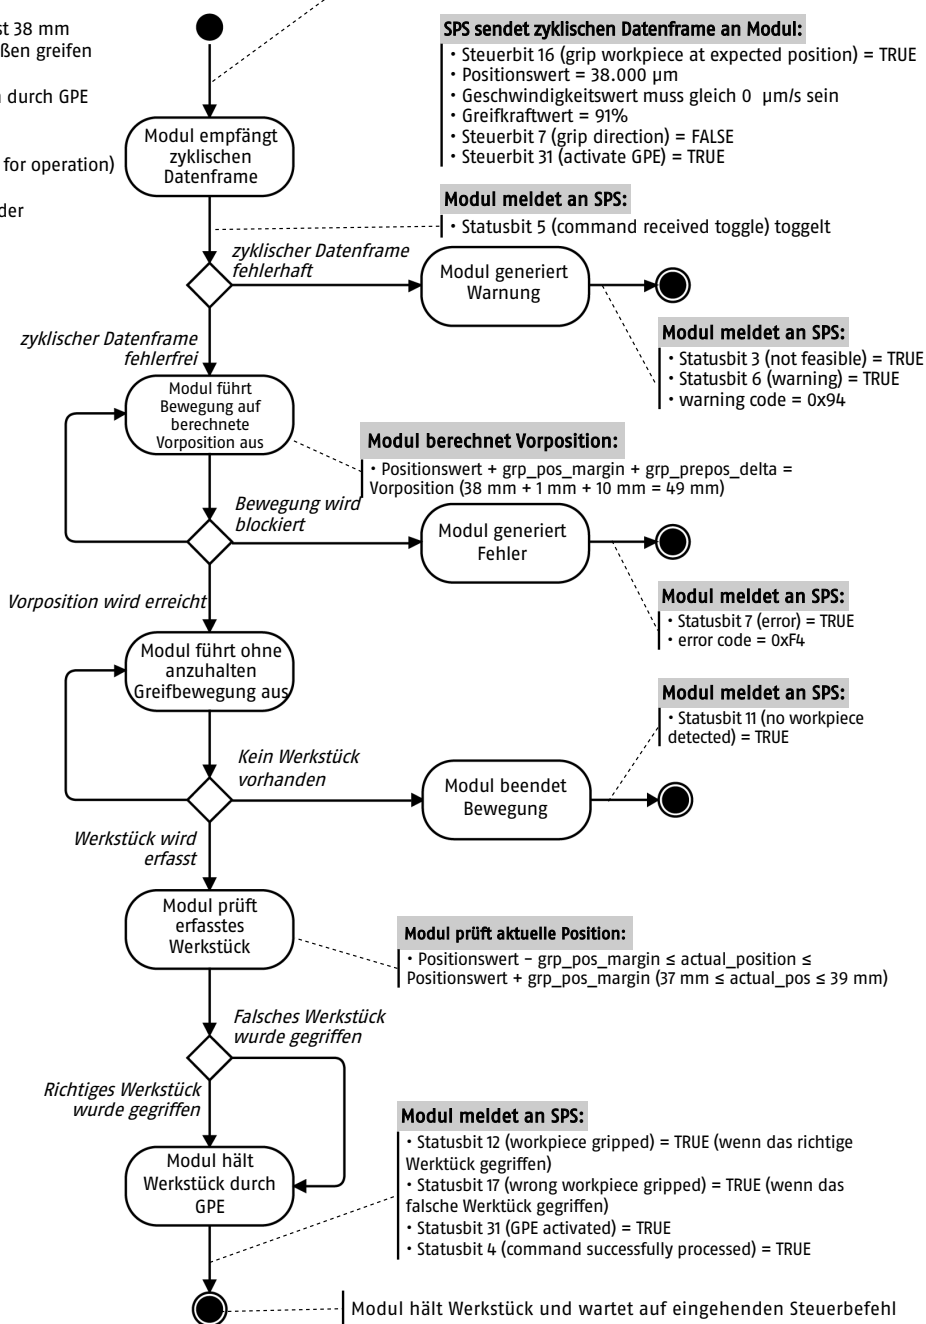 st 38 mm
ßen greifen
durch GPE
for operation)
der
SPS sendet zyklischen Datenframe an Modul:
• Steuerbit 16 (grip workpiece at expected position) = TRUE
• Positionswert = 38.000 µm
• Geschwindigkeitswert muss gleich 0 µm/s sein
• Greifkraftwert = 91%
• Steuerbit 7 (grip direction) = FALSE
• Steuerbit 31 (activate GPE) = TRUE
Modul empfängt
zyklischen
Datenframe
Modul meldet an SPS:
• Statusbit 5 (command received toggle) toggelt
zyklischer Datenframe
fehlerhaft
Modul generiert
Warnung
Modul meldet an SPS:
• Statusbit 3 (not feasible) = TRUE
• Statusbit 6 (warning) = TRUE
• warning code = 0x94
zyklischer Datenframe
fehlerfrei
Modul führt
Bewegung auf
berechnete
Vorposition aus
Modul berechnet Vorposition:
• Positionswert + grp_pos_margin + grp_prepos_delta =
Vorposition (38 mm + 1 mm + 10 mm = 49 mm)
Bewegung wird
blockiert
Modul generiert
Fehler
Modul meldet an SPS:
• Statusbit 7 (error) = TRUE
• error code = 0xF4
Vorposition wird erreicht
Modul führt ohne
anzuhalten
Greifbewegung aus
Modul meldet an SPS:
• Statusbit 11 (no workpiece
detected) = TRUE
Kein Werkstück
vorhanden
Modul beendet
Bewegung
Werkstück wird
erfasst
Modul prüft
erfasstes
Werkstück
Modul prüft aktuelle Position:
• Positionswert − grp_pos_margin ≤ actual_position ≤
Positionswert + grp_pos_margin (37 mm ≤ actual_pos ≤ 39 mm)
Falsches Werkstück
wurde gegriffen
Richtiges Werkstück
wurde gegriffen
Modul hält
Werkstück durch
GPE
Modul meldet an SPS:
• Statusbit 12 (workpiece gripped) = TRUE (wenn das richtige
Werktück gegriffen)
• Statusbit 17 (wrong workpiece gripped) = TRUE (wenn das
falsche Werktück gegriffen)
• Statusbit 31 (GPE activated) = TRUE
• Statusbit 4 (command successfully processed) = TRUE
Modul hält Werkstück und wartet auf eingehenden Steuerbefehl